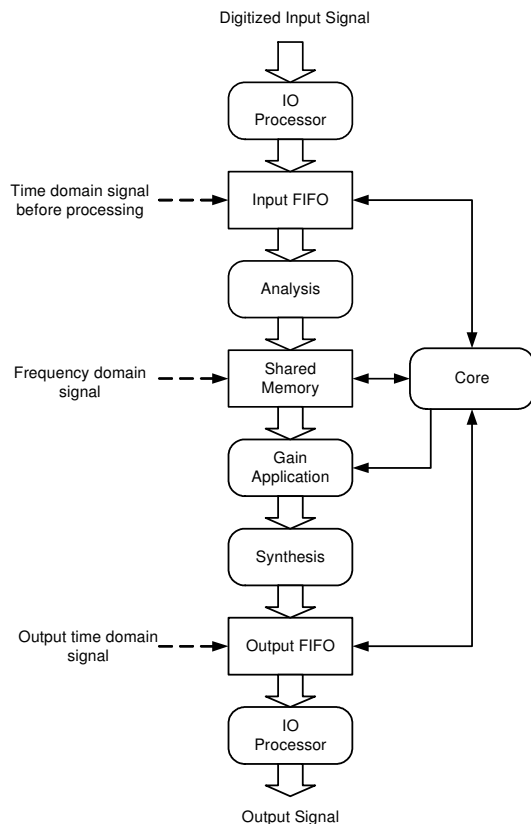 Digitized Input Signal
IO
Processor
Time domain signal
before processing
Input FIFO
Analysis
Frequency domain
signal
Shared
Memory
Core
Gain
Application
Synthesis
Output time domain
signal
Output FIFO
IO
Processor
Output Signal